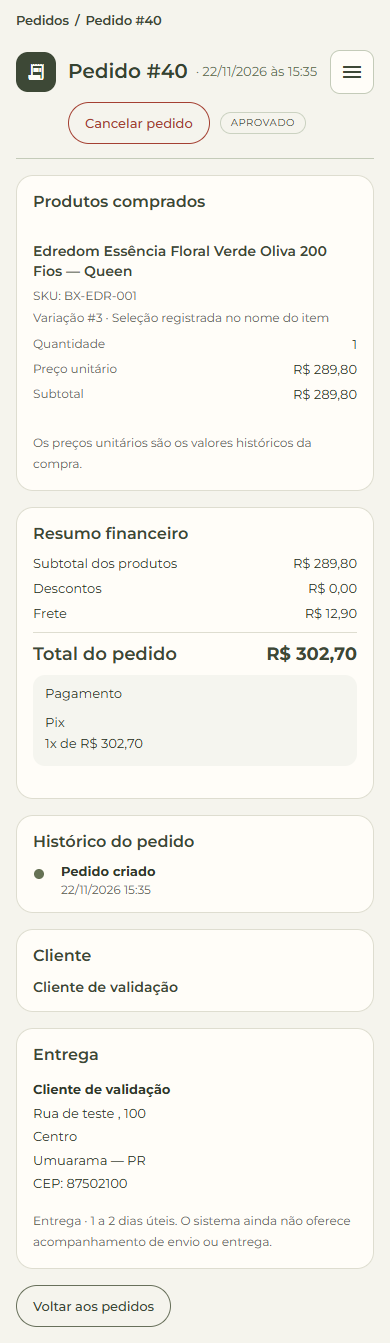 Pedidos / Pedido #40
Pedido #40 · 22/11/2026 às 15:35
Cancelar pedido APROVADO
Produtos comprados
Edredom Essência Floral Verde Oliva 200
Fios — Queen
SKU: BX-EDR-001
Variação #3 · Seleção registrada no nome do item
Quantidade 1
Preço unitário R$ 289,80
Subtotal R$ 289,80
Os preços unitários são os valores históricos da
compra.
Resumo financeiro
Subtotal dos produtos R$ 289,80
Descontos R$ 0,00
Frete R$ 12,90
Total do pedido R$ 302,70
Pagamento
Pix
1x de R$ 302,70
Histórico do pedido
Pedido criado
22/11/2026 15:35
Cliente
Cliente de validação
Entrega
Cliente de validação
Rua de teste , 100
Centro
Umuarama — PR
CEP: 87502100
Entrega · 1 a 2 dias úteis. O sistema ainda não oferece
acompanhamento de envio ou entrega.
Voltar aos pedidos